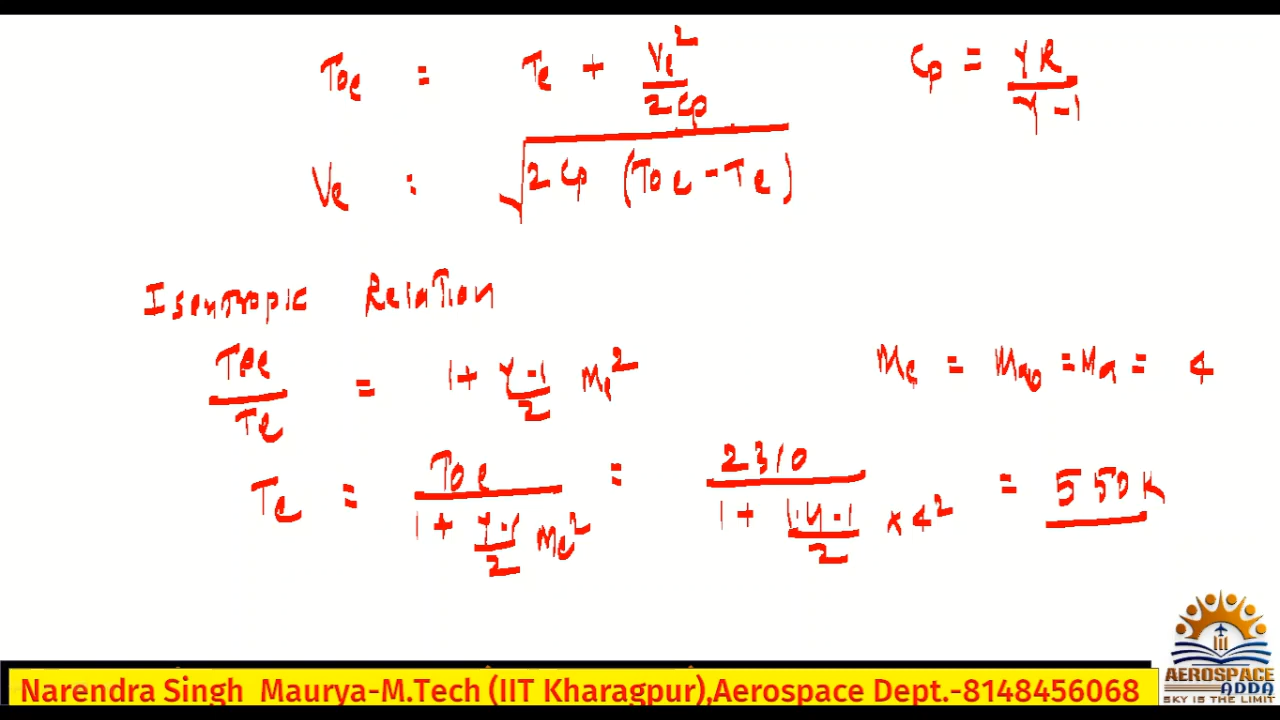 Toe = Te + Ve²/2Cp Cp = γR/γ-1
Ve : √2Cp (Toe - Te)
Isentropic Relation
Toe/Te = 1 + γ-1/2 Me² Me = Ma0 = Ma = 4
Te = Toe/1 + γ-1/2 Me² = 2310/1 + 1.4-1/2 × 4² = 550K
Narendra Singh Maurya-M.Tech (IIT Kharagpur),Aerospace Dept.-8148456068
AEROSPACE
ADDA
SKY IS THE LIMIT